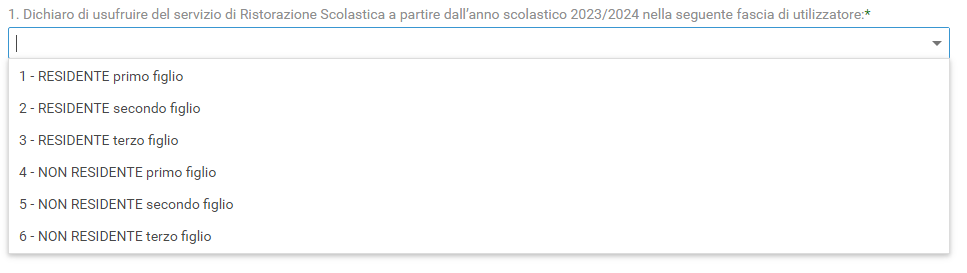 1. Dichiaro di usufruire del servizio di Ristorazione Scolastica a partire dall'anno scolastico 2023/2024 nella seguente fascia di utilizzatore:*
1 - RESIDENTE primo figlio
2 - RESIDENTE secondo figlio
3 - RESIDENTE terzo figlio
4 - NON RESIDENTE primo figlio
5 - NON RESIDENTE secondo figlio
6 - NON RESIDENTE terzo figlio